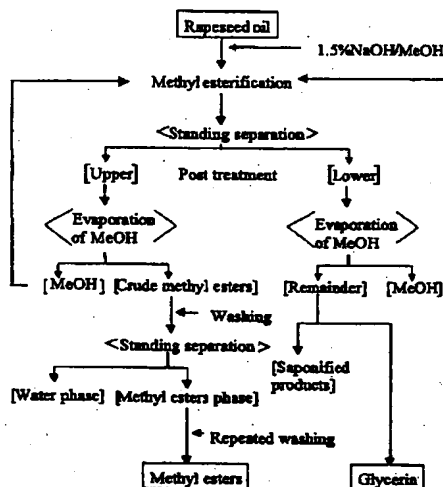 Rapeseed oil
1.5%NaOH/MeOH
Methyl esterification
<Standing separation>
[Upper] Post treatment [Lower]
<Evaporation of MeOH> <Evaporation of MeOH>
[MeOH] [Crude methyl esters] [Remainder] [MeOH]
Washing
<Standing separation>
[Saponified products]
[Water phase] [Methyl esters phase]
Repeated washing
Methyl esters Glycerin